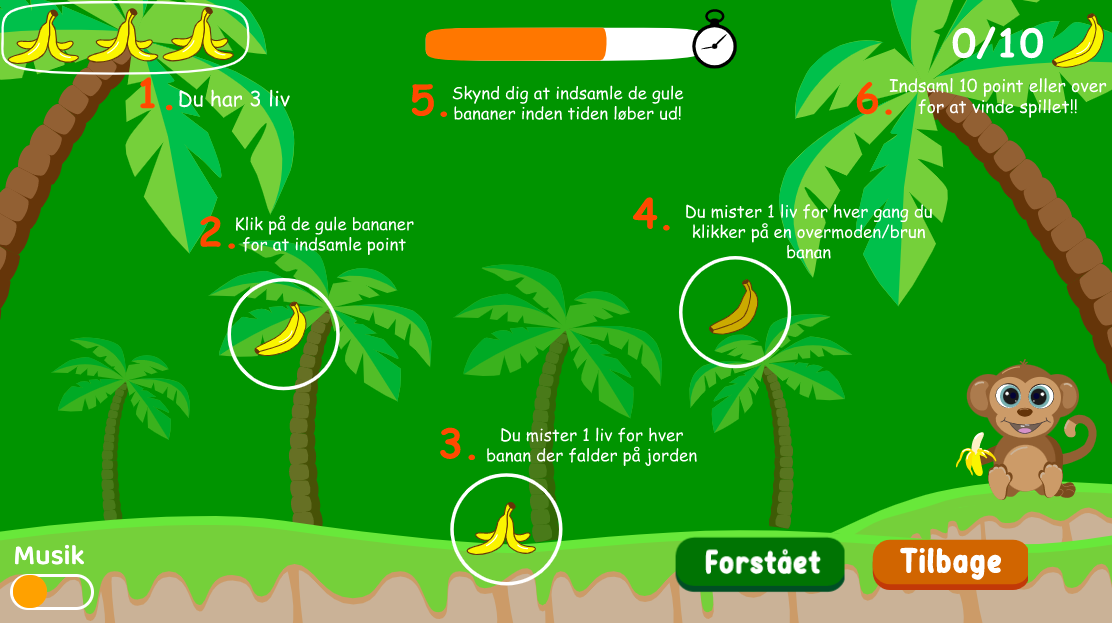 0/10
1. Du har 3 liv
5. Skynd dig at indsamle de gule
bananer inden tiden løber ud!
6. Indsaml 10 point eller over
for at vinde spillet!!
2. Klik på de gule bananer
for at indsamle point
4. Du mister 1 liv for hver gang du
klikker på en overmoden/brun
banan
3. Du mister 1 liv for hver
banan der falder på jorden
Musik
Forstået
Tilbage